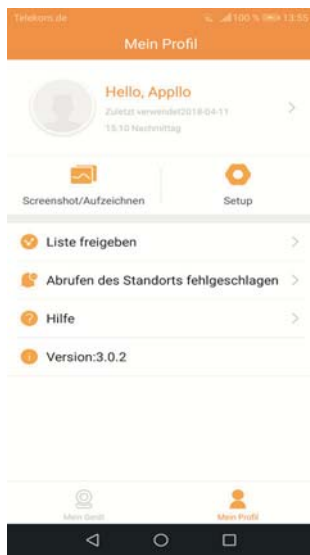 Telekom.de 100 % 13:55
Mein Profil
Hello, Appllo
Zuletzt verwendet2018-04-11
15:10 Nachmittag
Screenshot/Aufzeichnen Setup
Liste freigeben
Abrufen des Standorts fehlgeschlagen
Hilfe
Version:3.0.2
Mein Gerät Mein Profil